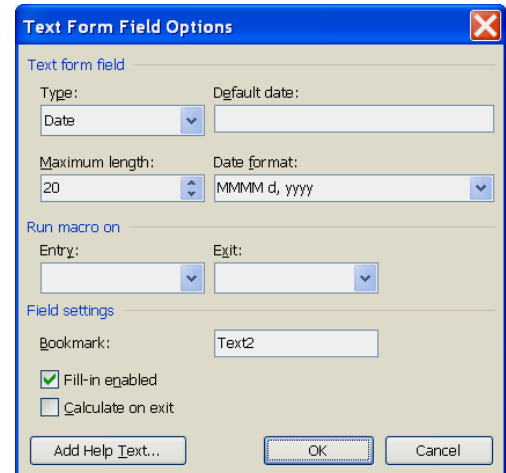 Text Form Field Options
Text form field
Type: Default date:
Date
Maximum length: Date format:
20 MMMM d, yyyy
Run macro on
Entry: Exit:
Field settings
Bookmark: Text2
Fill-in enabled
Calculate on exit
Add Help Text... OK Cancel